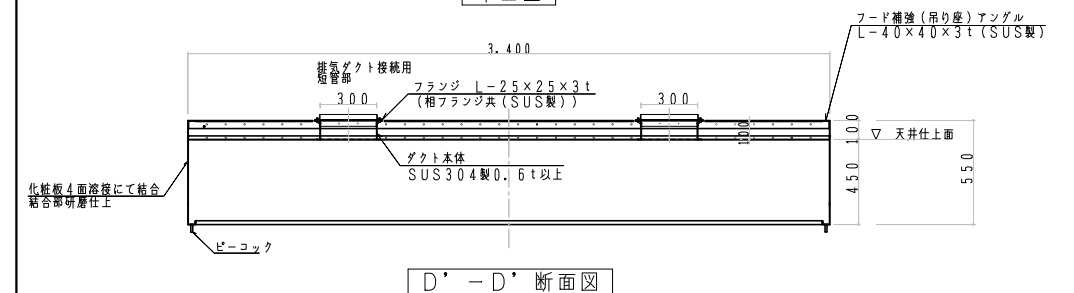 フード補強(吊り座)アングル
L-40×40×3t(SUS製)
3,400
排気ダクト接続用
短管部
フランジ L-25×25×3t
(相フランジ共(SUS製))
300
300
100
100
▽ 天井仕上面
ダクト本体
SUS304製0.6t以上
450
550
化粧板4面溶接にて結合
結合部研磨仕上
ピーコック
D'-D' 断面図